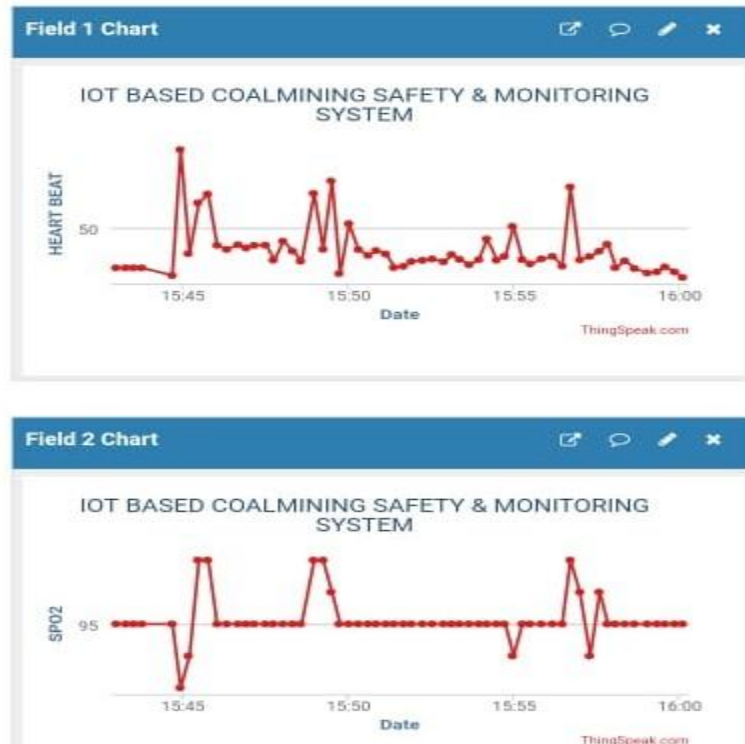 Field 1 Chart
IOT BASED COALMINING SAFETY & MONITORING
SYSTEM
HEART BEAT
50
15:45 15:50 15:55 16:00
Date
ThingSpeak.com
Field 2 Chart
IOT BASED COALMINING SAFETY & MONITORING
SYSTEM
SPO2
95
15:45 15:50 15:55 16:00
Date
ThingSpeak.com